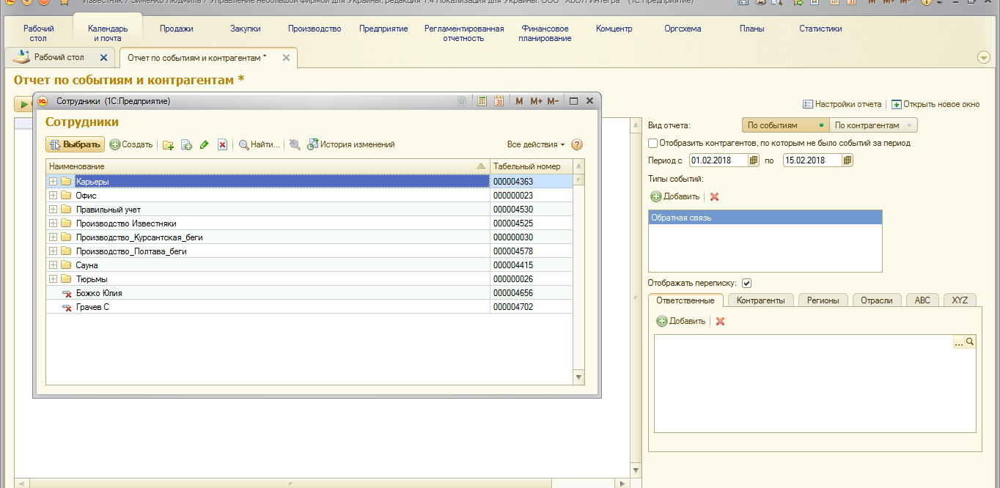 Известняк / Зименко Людмила / Управление небольшой фирмой для Украины, редакция 1.4 Локализация для Украины: ООО "ХВОЛ Интегра" (1С:Предприятие)
M M+ M-
Рабочий стол
Календарь и почта
Продажи
Закупки
Производство
Предприятие
Регламентированная отчетность
Финансовое планирование
Комцентр
Оргсхема
Планы
Статистики
Рабочий стол
Отчет по событиям и контрагентам *
Отчет по событиям и контрагентам *
Сотрудники (1С:Предприятие)
31 M M+ M-
Сотрудники
Выбрать Создать Найти... История изменений Все действия ?
Наименование Табельный номер
Карьеры 000004363
Офис 000000023
Правильный учет 000004530
Производство Известняки 000004525
Производство_Курсантская_беги 000000030
Производство_Полтава_беги 000004578
Сауна 000004415
Тюрьмы 000000026
Божко Юлия 000004656
Грачев С 000004702
Настройки отчета Открыть новое окно
Вид отчета: По событиям По контрагентам
Отобразить контрагентов, по которым не было событий за период
Период с 01.02.2018 по 15.02.2018
Типы событий:
Добавить
Обратная связь
Отображать переписку:
Ответственные Контрагенты Регионы Отрасли ABC XYZ
Добавить
...